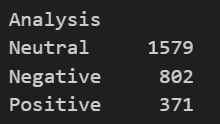 Analysis
Neutral     1579
Negative     802
Positive     371